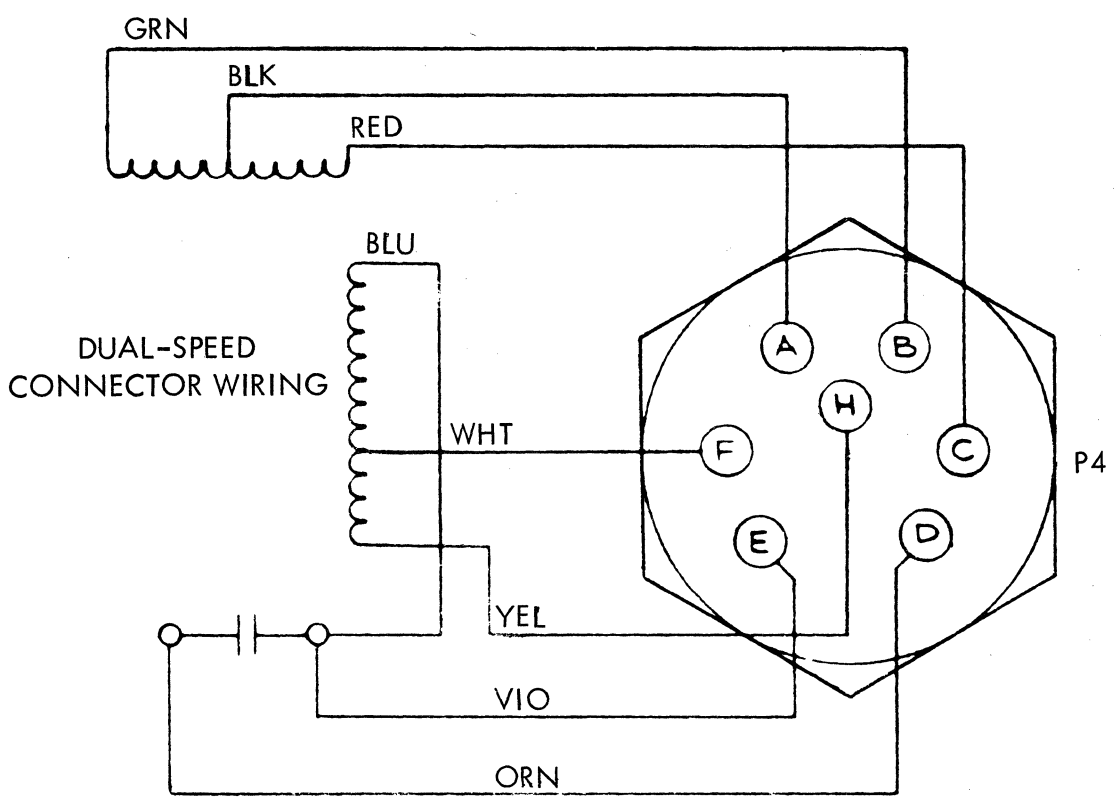 GRN
BLK
RED
BLU
DUAL-SPEED
CONNECTOR WIRING
A
B
H
WHT
F
C
P4
E
D
YEL
VIO
ORN